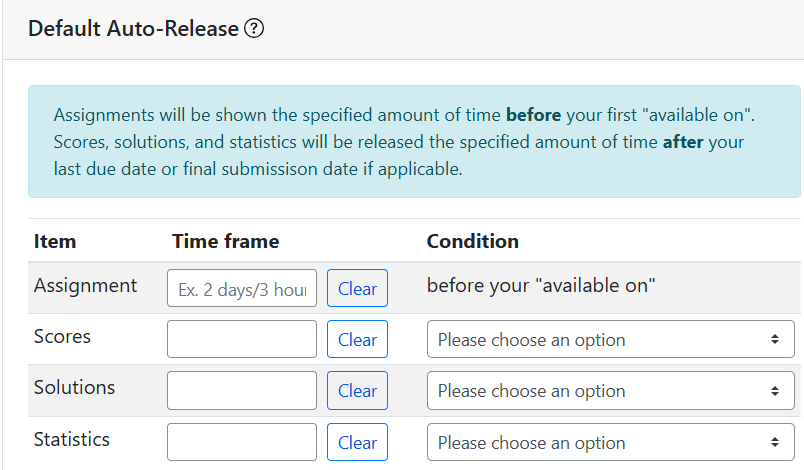 Default Auto-Release
Assignments will be shown the specified amount of time before your first "available on".
Scores, solutions, and statistics will be released the specified amount of time after your
last due date or final submissison date if applicable.
Item Time frame Condition
Assignment Ex. 2 days/3 hour Clear before your "available on"
Scores Clear Please choose an option
Solutions Clear Please choose an option
Statistics Clear Please choose an option